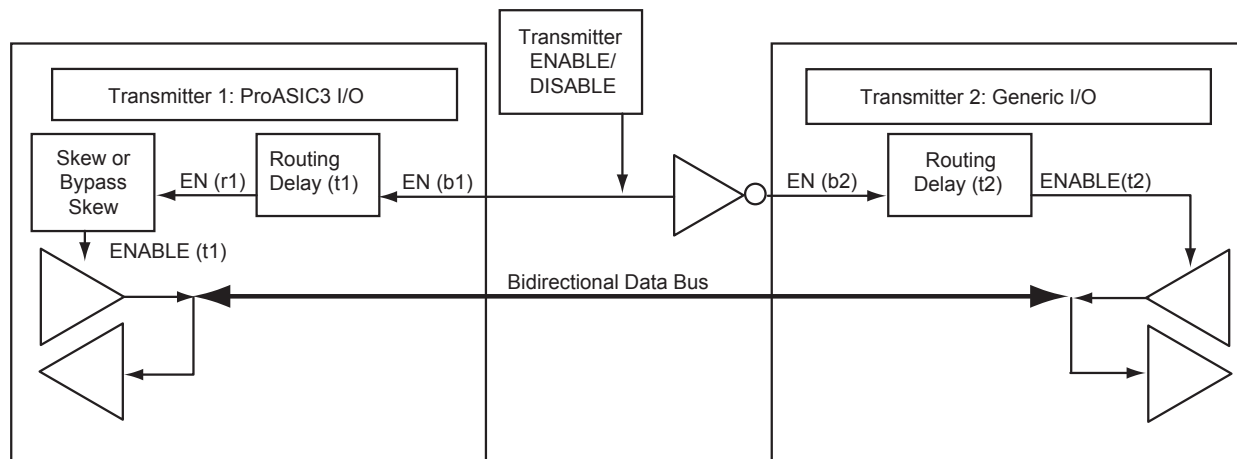 Transmitter
ENABLE/
DISABLE
Transmitter 1: ProASIC3 I/O
Transmitter 2: Generic I/O
Skew or
Bypass
Skew
EN (r1)
Routing
Delay (t1)
EN (b1)
EN (b2)
Routing
Delay (t2)
ENABLE(t2)
ENABLE (t1)
Bidirectional Data Bus